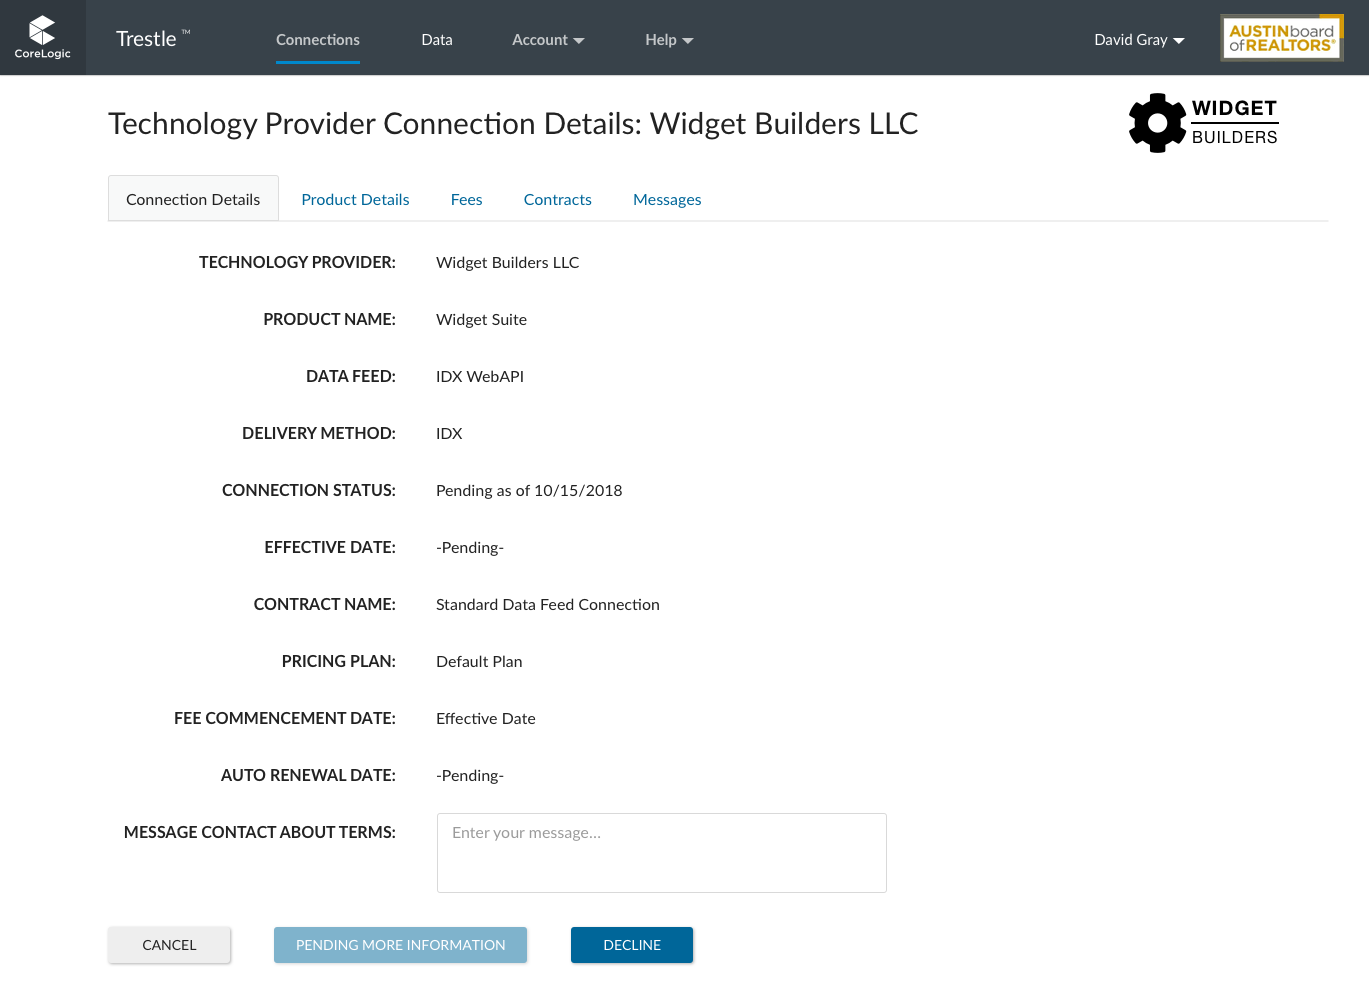 CoreLogic
Trestle ™
Connections
Data
Account
Help
David Gray
AUSTINboard
ofREALTORS®
Technology Provider Connection Details: Widget Builders LLC
WIDGET
BUILDERS
Connection Details
Product Details
Fees
Contracts
Messages
TECHNOLOGY PROVIDER: Widget Builders LLC
PRODUCT NAME: Widget Suite
DATA FEED: IDX WebAPI
DELIVERY METHOD: IDX
CONNECTION STATUS: Pending as of 10/15/2018
EFFECTIVE DATE: -Pending-
CONTRACT NAME: Standard Data Feed Connection
PRICING PLAN: Default Plan
FEE COMMENCEMENT DATE: Effective Date
AUTO RENEWAL DATE: -Pending-
MESSAGE CONTACT ABOUT TERMS: Enter your message...
CANCEL
PENDING MORE INFORMATION
DECLINE